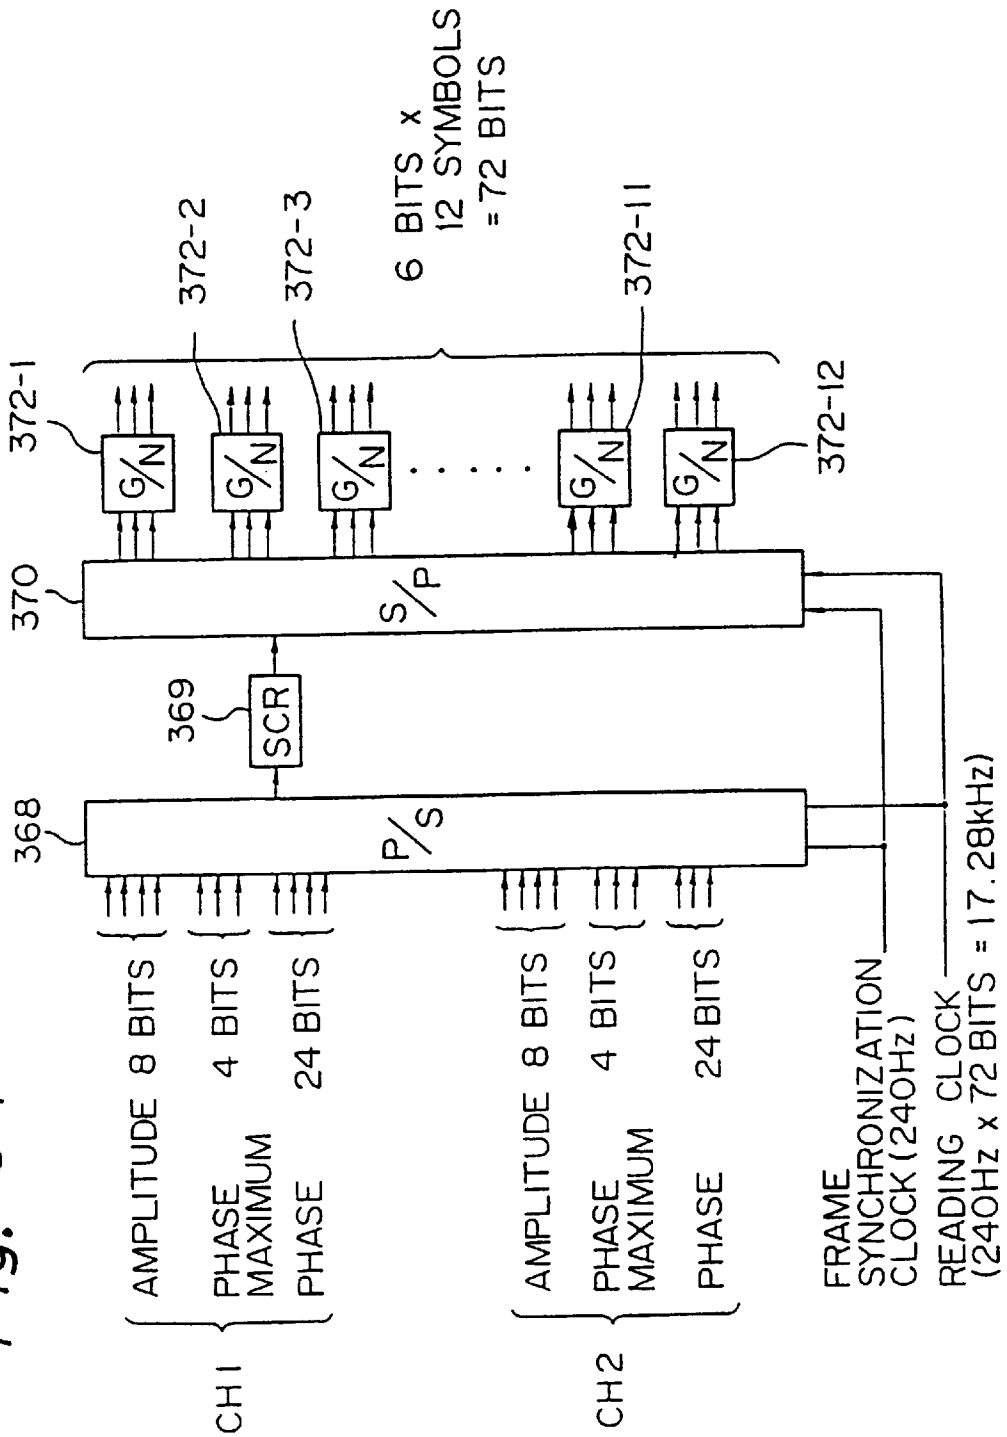 Fig.
CH1
AMPLITUDE 8 BITS
PHASE
MAXIMUM
4 BITS
PHASE
24 BITS
CH2
AMPLITUDE 8 BITS
PHASE
MAXIMUM
4 BITS
PHASE
24 BITS
FRAME
SYNCHRONIZATION
CLOCK (240Hz)
READING CLOCK
(240Hz x 72 BITS = 17.28kHz)
368
P/S
369
SCR
370
S/P
372-1
G/N
372-2
G/N
372-3
G/N
. . . . . .
372-11
G/N
372-12
G/N
6 BITS x
12 SYMBOLS
= 72 BITS